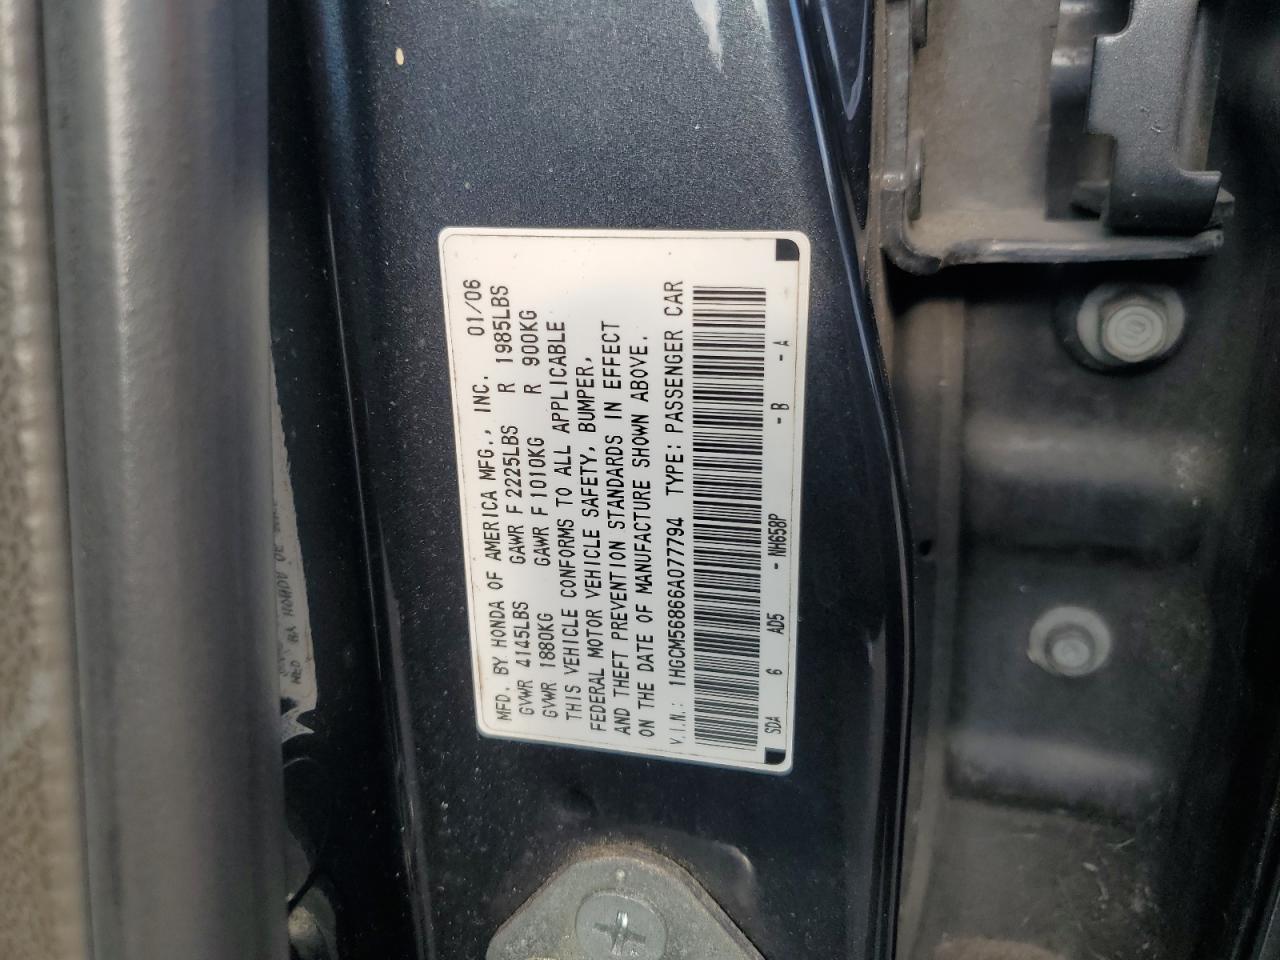 MFD. BY HONDA OF AMERICA MFG., INC. 01/06
GVWR 4145LBS GAWR F 2225LBS R 1985LBS
GVWR 1880KG GAWR F 1010KG R 900KG
THIS VEHICLE CONFORMS TO ALL APPLICABLE
FEDERAL MOTOR VEHICLE SAFETY, BUMPER,
AND THEFT PREVENTION STANDARDS IN EFFECT
ON THE DATE OF MANUFACTURE SHOWN ABOVE.
V.I.N.: 1HGCM56866A077794 TYPE: PASSENGER CAR
SDA 6 AD5 - NH658P - B - A